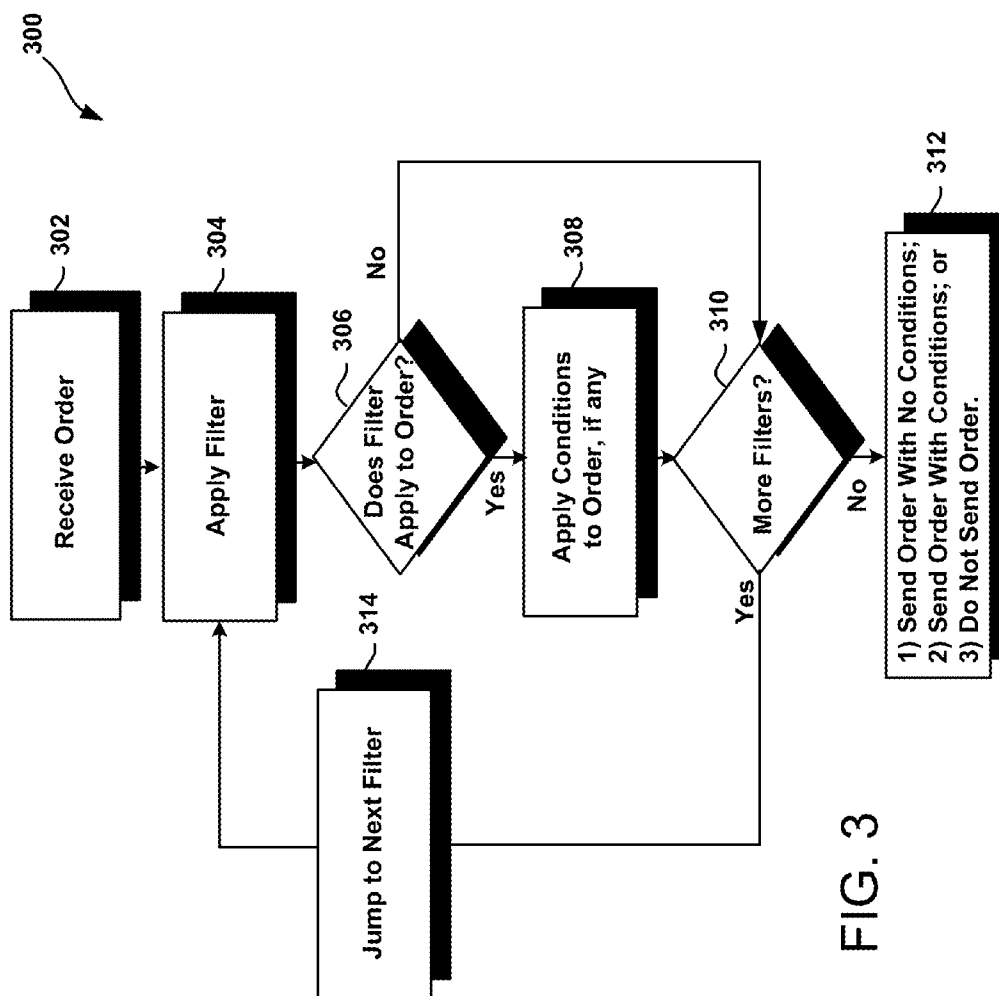 300
302
Receive Order
304
Apply Filter
306
Does Filter
Apply to Order?
No
Yes
308
Apply Conditions
to Order, if any
310
More Filters?
Yes
No
314
Jump to Next Filter
312
1) Send Order With No Conditions;
2) Send Order With Conditions; or
3) Do Not Send Order.
FIG. 3